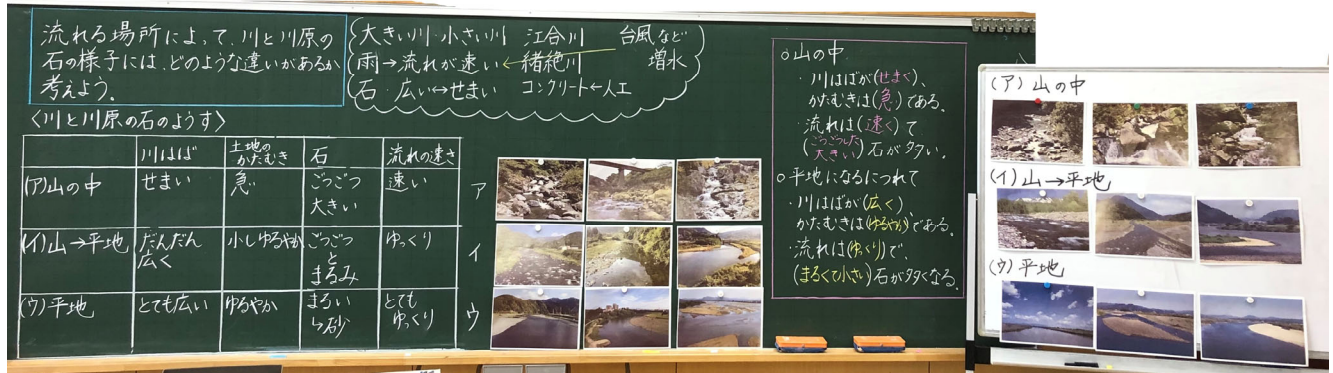 流れる場所によって、川と川原の
石の様子には、どのような違いがあるか
考えよう。
大きい川・小さい川 江合川 台風など
雨→流れが速い←緒絶川 増水
石・広い↔せまい コンクリート←人工
〈川と川原の石のようす〉
川はば 土地の かたむき 石 流れの速さ
(ア)山の中 せまい 急 ごつごつ 大きい 速い
(イ)山→平地 だんだん 広く 小しゆるやか ごつごつ と まるみ ゆっくり
(ウ)平地 とても広い ゆるやか まるい 砂 とても ゆっくり
ア
イ
ウ
○山の中
・川はばが(せまく)、
かたむきは(急)である。
・流れは(速く)て
(ごつごつした 大きい)石が多い。
○平地になるにつれて
・川はばが(広く)
かたむきは(ゆるやか)である。
・流れは(ゆっくり)で、
(まるくて小さい)石が多くなる。
(ア)山の中
(イ)山→平地
(ウ)平地